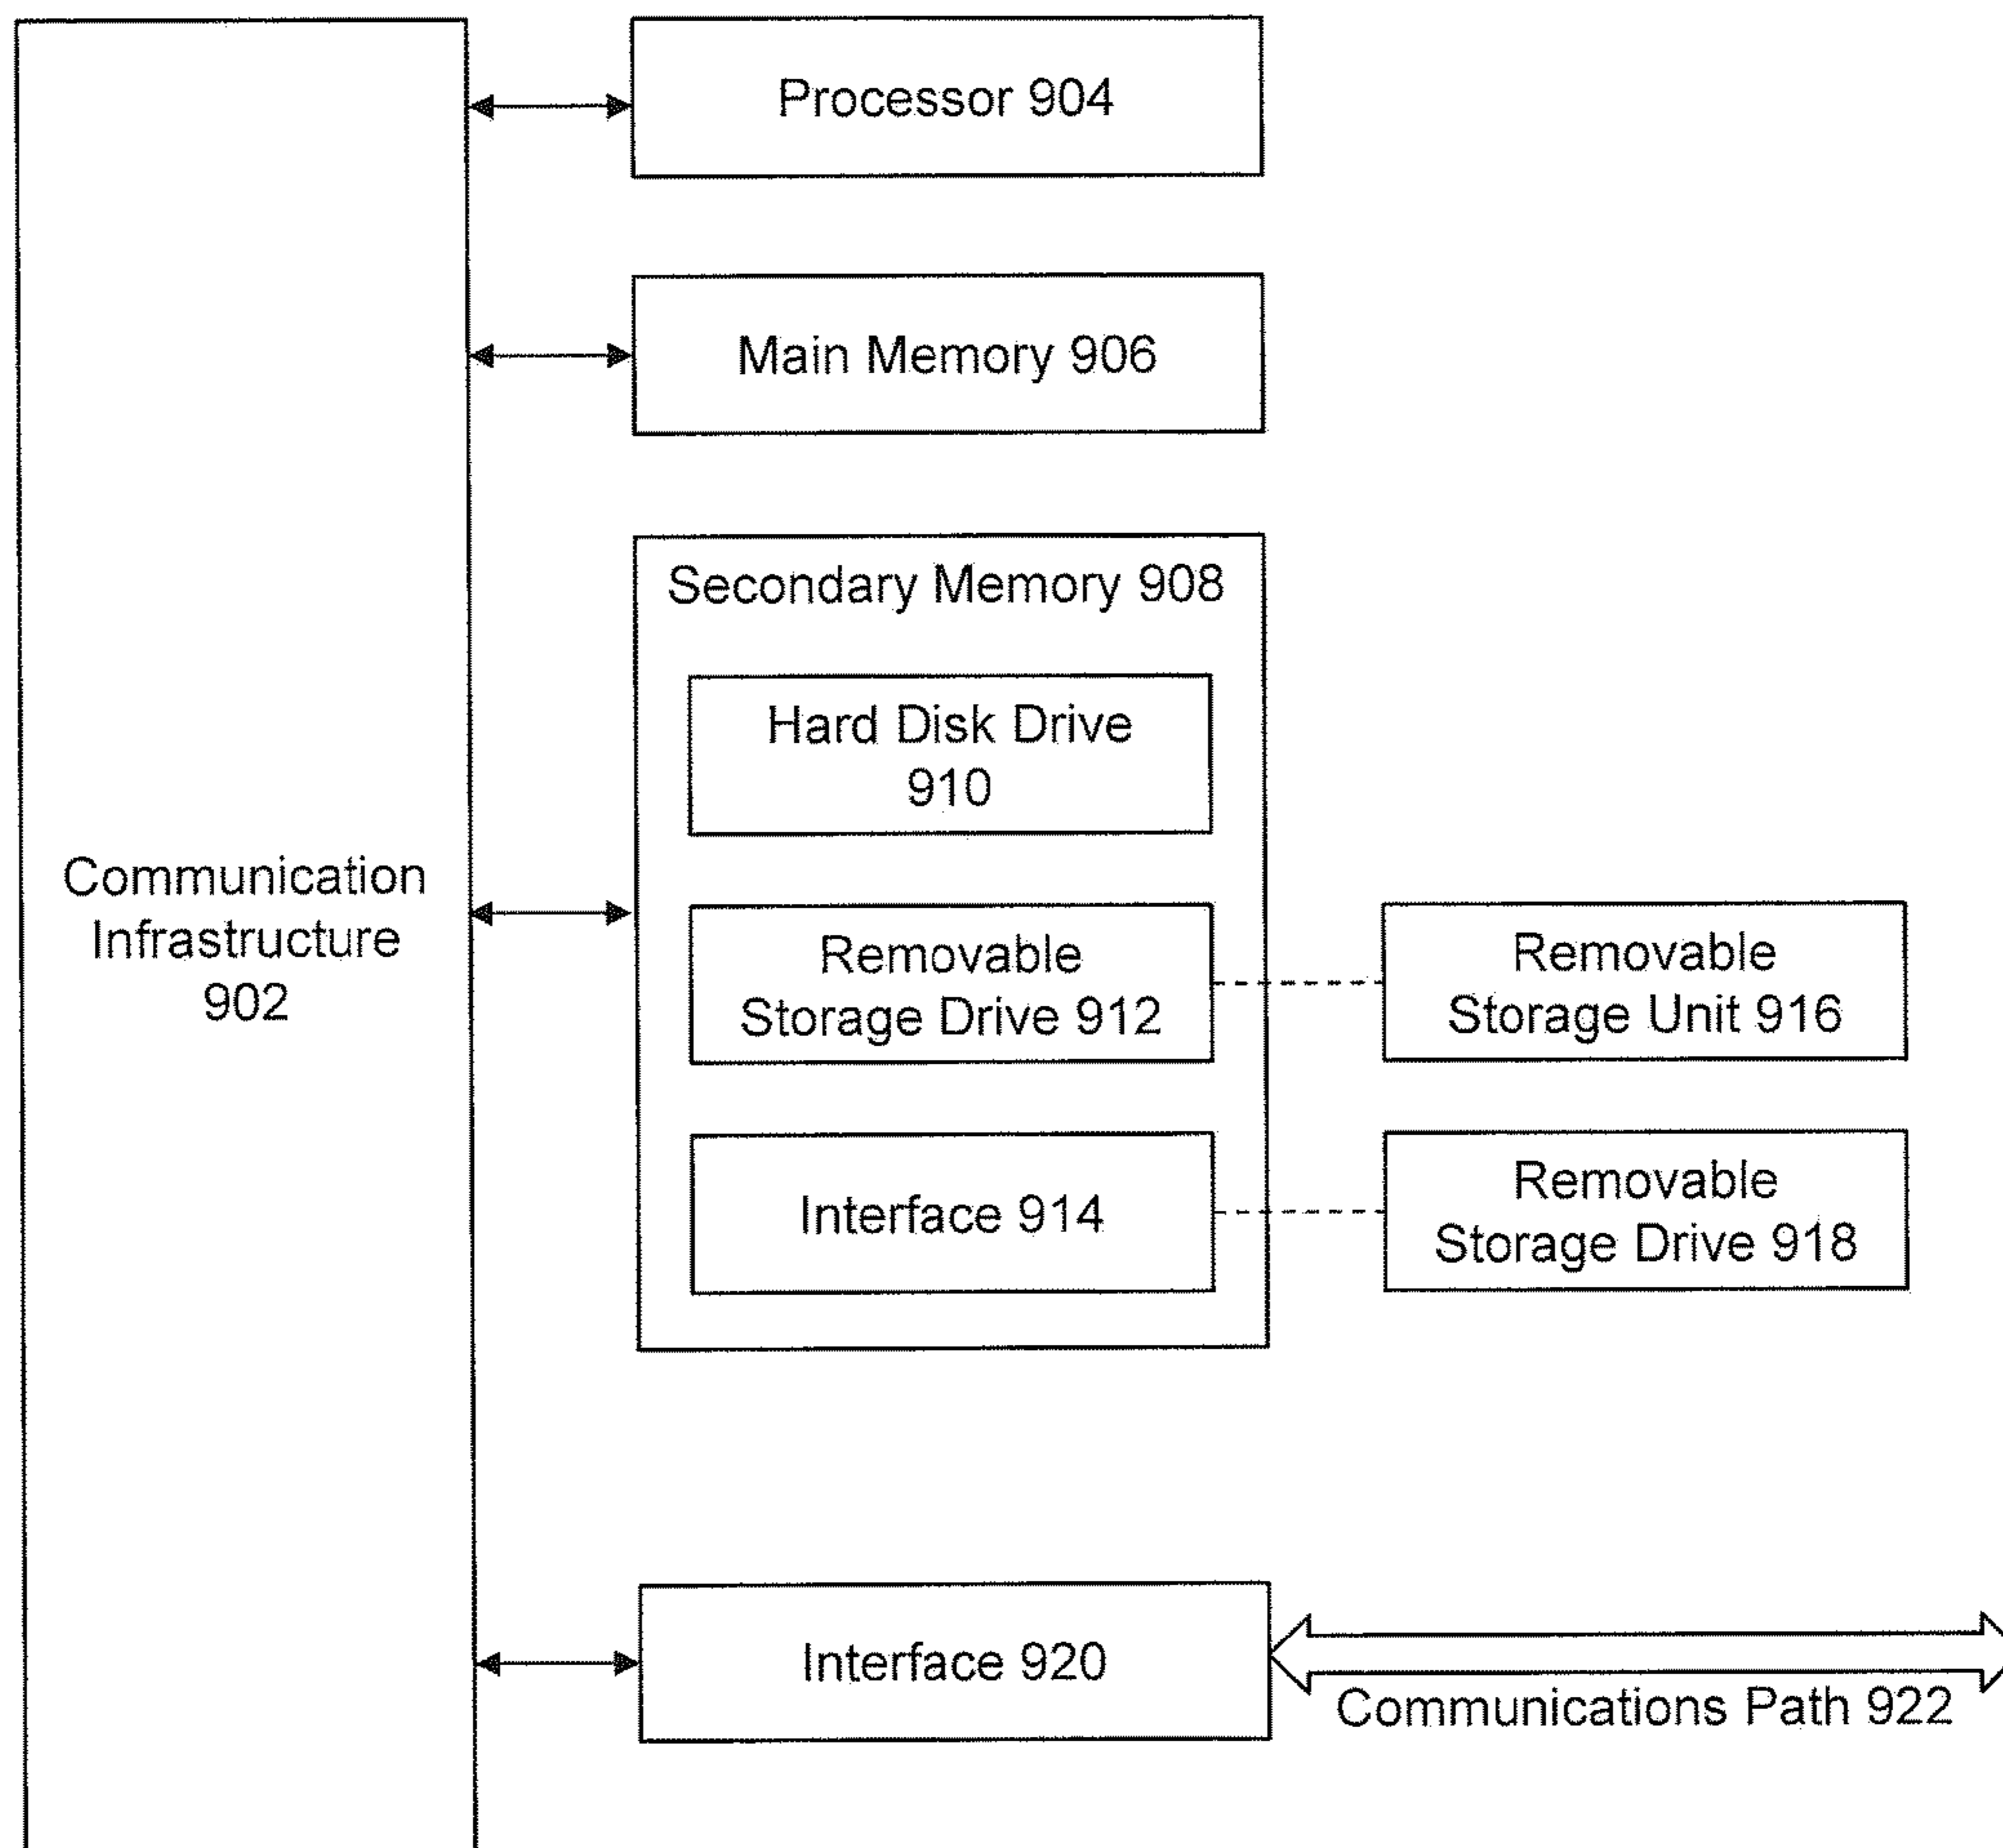 Processor 904
Main Memory 906
Secondary Memory 908
Hard Disk Drive
910
Communication
Infrastructure
902
Removable
Storage Drive 912
Removable
Storage Unit 916
Interface 914
Removable
Storage Drive 918
Interface 920
Communications Path 922